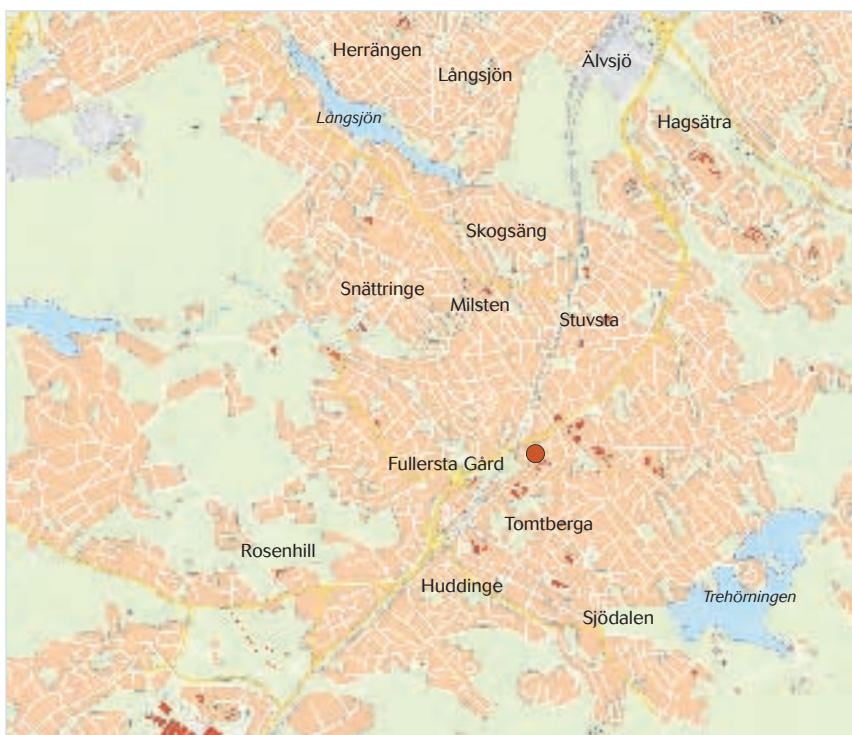 Herrängen
Älvsjö
Långsjön
Långsjön
Hagsätra
Skogsäng
Snättringe
Milsten
Stuvsta
Fullersta Gård
Tomtberga
Rosenhill
Huddinge
Trehörningen
Sjödalen